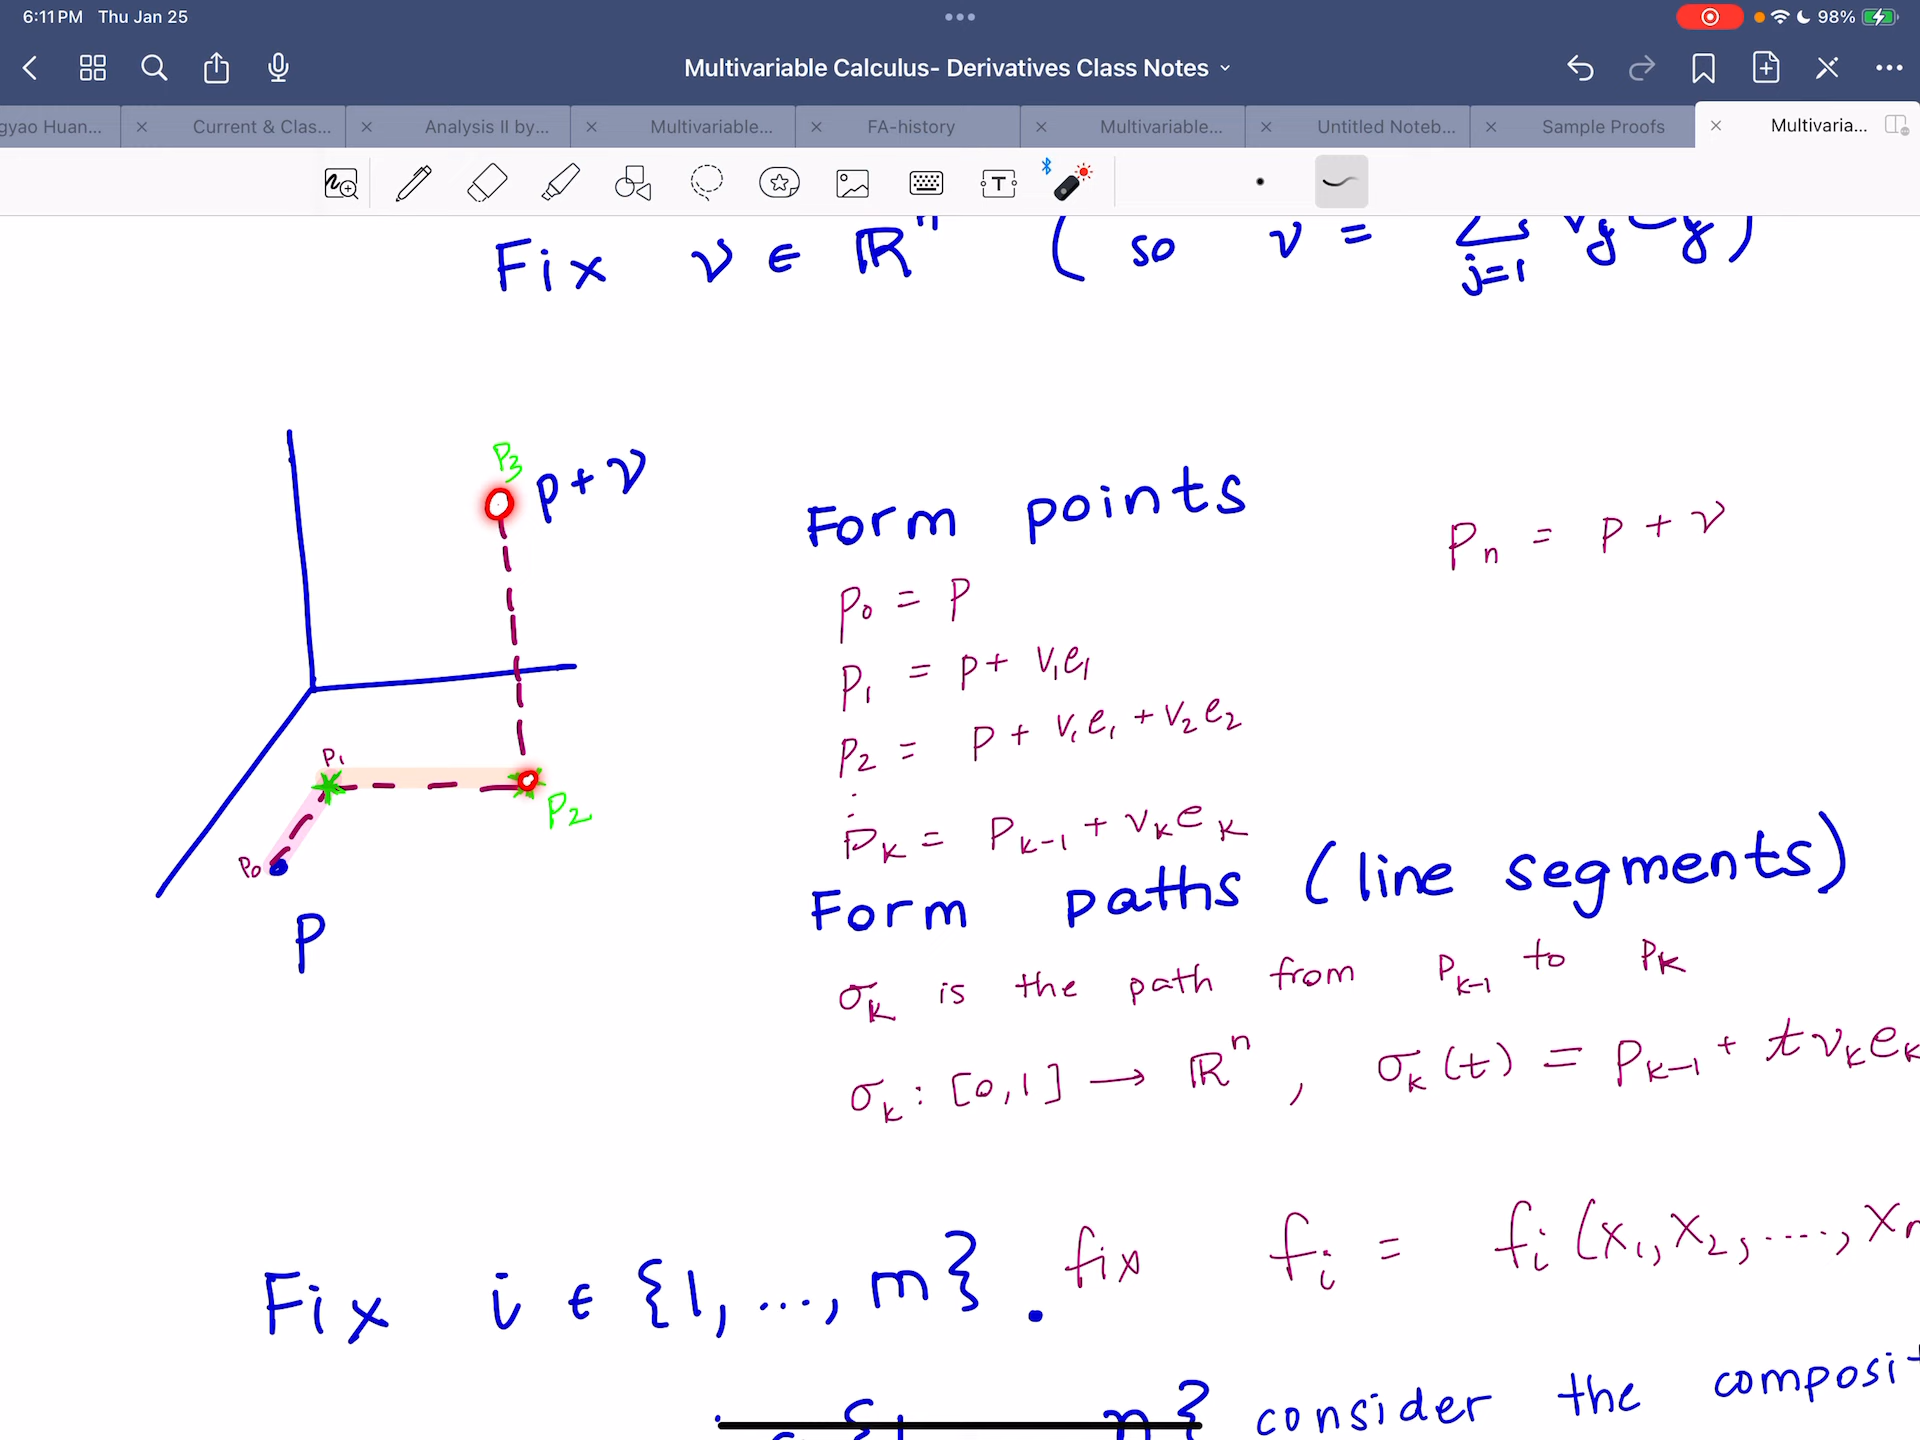 6:11 PM Thu Jan 25
98%
Multivariable Calculus- Derivatives Class Notes
gyao Huan... Current & Clas... Analysis II by... Multivariable... FA-history Multivariable... Untitled Noteb... Sample Proofs Multivaria...
Fix v ∈ ℝⁿ ( so v = Σ j=1
P₃
p + v
Form points
Pₙ = P + v
P₀ = P
P₁ = P + v₁e₁
P₂ = P + v₁e₁ + v₂e₂
⋮
Pₖ = Pₖ₋₁ + vₖeₖ
P₁
P₂
P₀
P
Form paths (line segments)
σₖ is the path from Pₖ₋₁ to Pₖ
σₖ : [0,1] → ℝⁿ , σₖ(t) = Pₖ₋₁ + t vₖeₖ
Fix i ∈ {1, ..., m} . fix fᵢ = fᵢ (x₁, x₂, ...., x
consider the composit